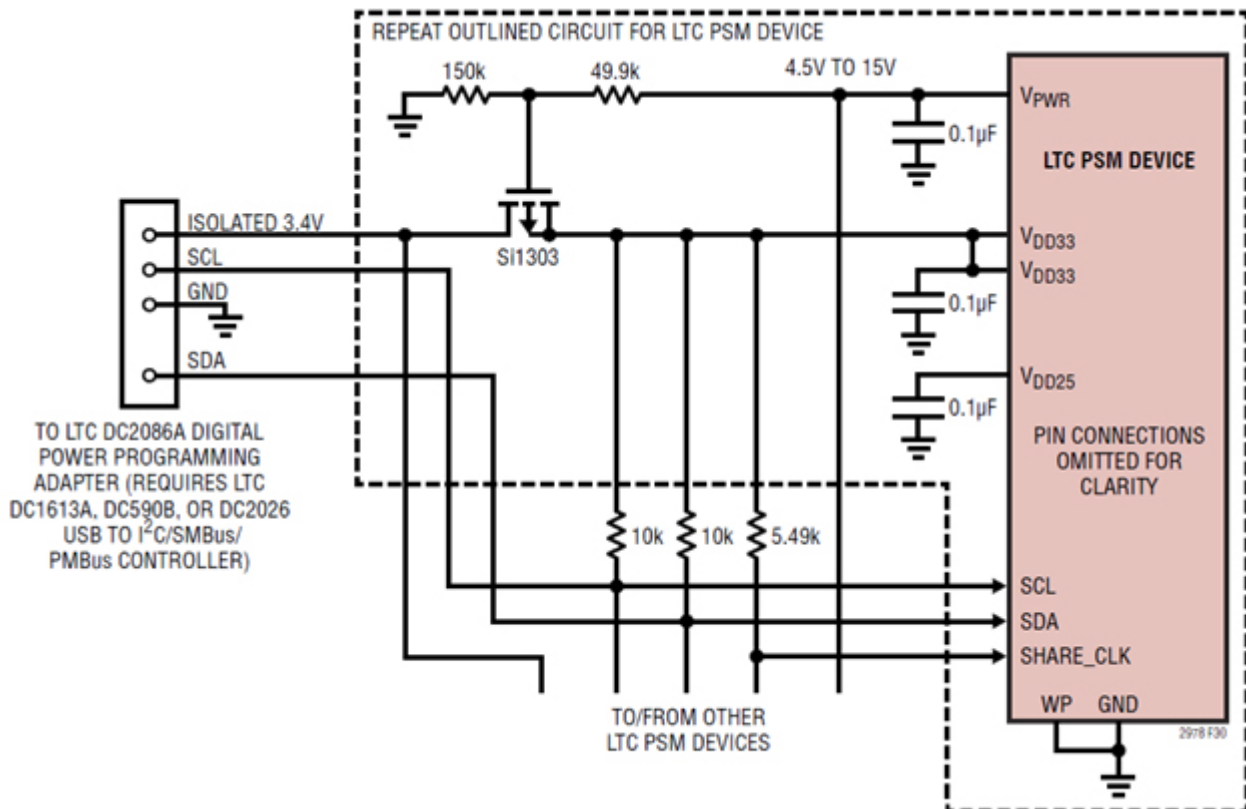 REPEAT OUTLINED CIRCUIT FOR LTC PSM DEVICE
150k
49.9k
4.5V TO 15V
VPWR
0.1µF
LTC PSM DEVICE
ISOLATED 3.4V
Si1303
VDD33
SCL
VDD33
GND
0.1µF
SDA
VDD25
0.1µF
TO LTC DC2086A DIGITAL
POWER PROGRAMMING
ADAPTER (REQUIRES LTC
DC1613A, DC590B, OR DC2026
USB TO I2C/SMBus/
PMBus CONTROLLER)
PIN CONNECTIONS
OMITTED FOR
CLARITY
10k
10k
5.49k
SCL
SDA
SHARE_CLK
TO/FROM OTHER
LTC PSM DEVICES
WP
GND
2978 F30